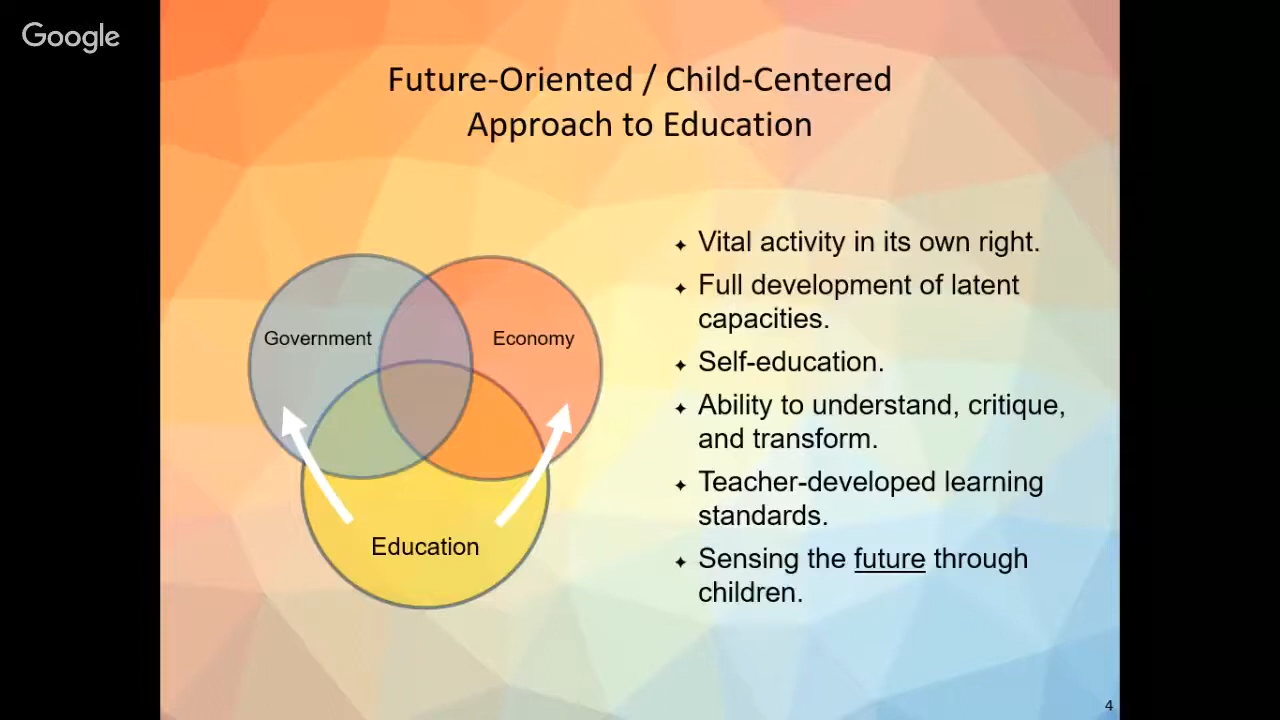 Google
Future-Oriented / Child-Centered
Approach to Education
Government
Economy
Education
✦ Vital activity in its own right.
✦ Full development of latent
capacities.
✦ Self-education.
✦ Ability to understand, critique,
and transform.
✦ Teacher-developed learning
standards.
✦ Sensing the future through
children.
4